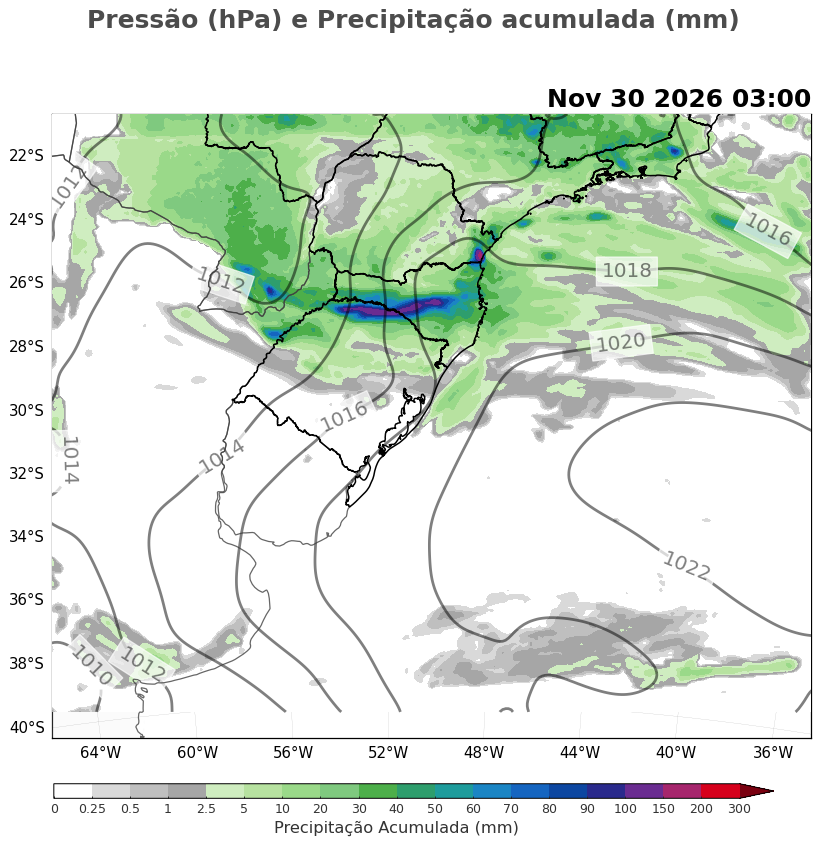 Pressão (hPa) e Precipitação acumulada (mm)
Nov 30 2026 03:00
22°S
24°S
26°S
28°S
30°S
32°S
34°S
36°S
38°S
40°S
1012
1016
1012
1018
1020
1016
1014
1014
1022
1012
1010
64°W 60°W 56°W 52°W 48°W 44°W 40°W 36°W
0 0.25 0.5 1 2.5 5 10 20 30 40 50 60 70 80 90 100 150 200 300
Precipitação Acumulada (mm)